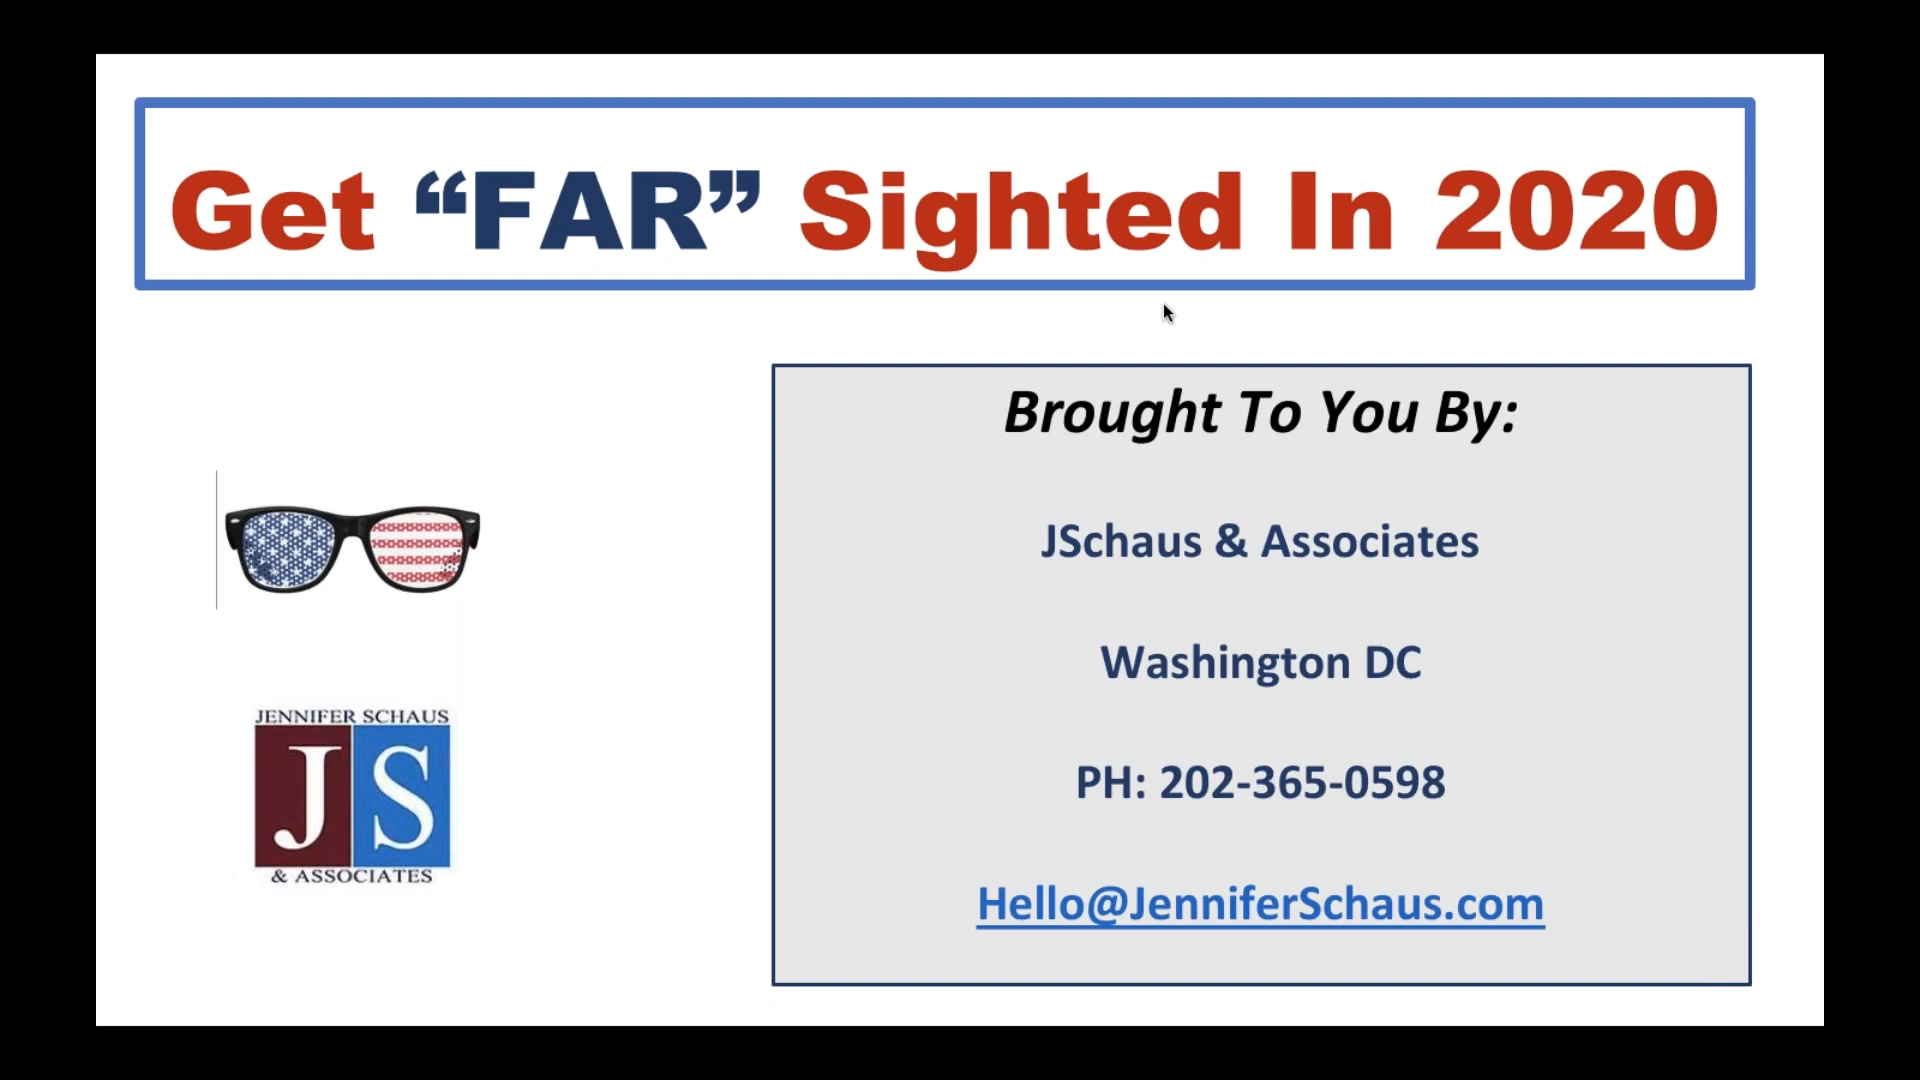 Get “FAR” Sighted In 2020
Brought To You By:
JSchaus & Associates
Washington DC
PH: 202-365-0598
Hello@JenniferSchaus.com
JENNIFER SCHAUS
JS
& ASSOCIATES